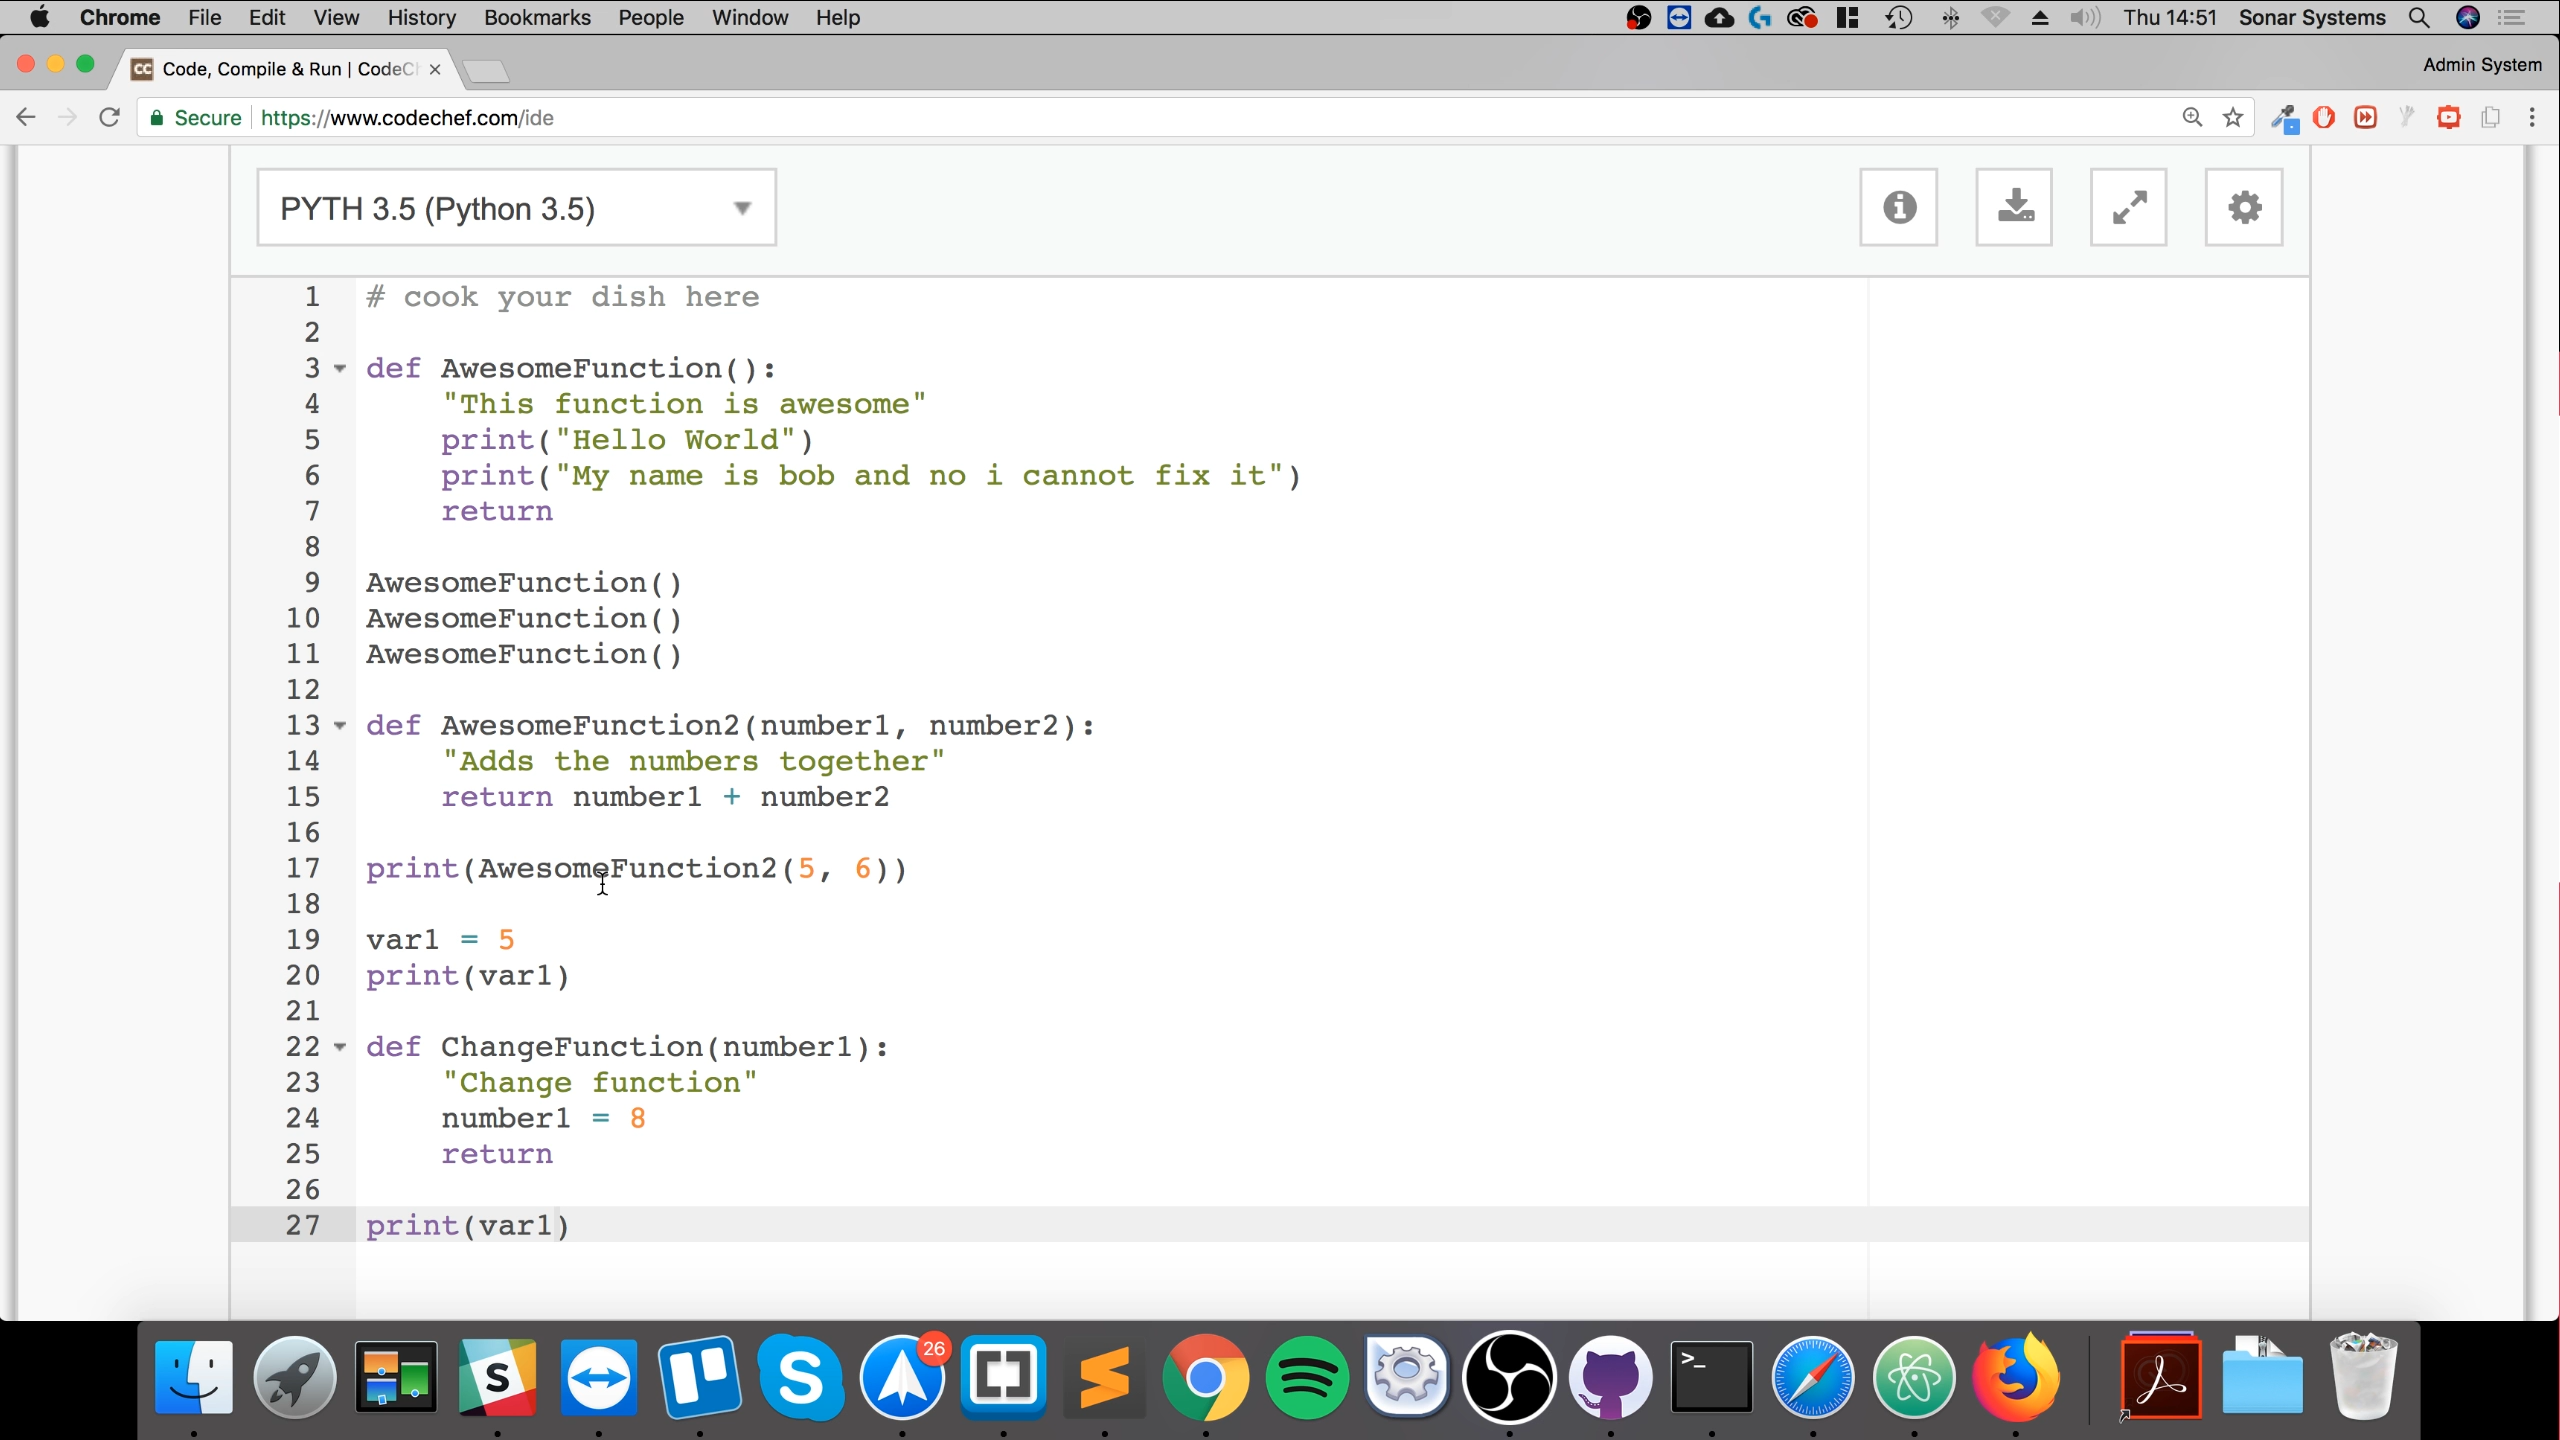 Chrome File Edit View History Bookmarks People Window Help Thu 14:51 Sonar Systems
CC Code, Compile & Run | CodeCh Admin System
Secure https://www.codechef.com/ide
PYTH 3.5 (Python 3.5)
1 # cook your dish here
2
3 def AwesomeFunction():
4 "This function is awesome"
5 print("Hello World")
6 print("My name is bob and no i cannot fix it")
7 return
8
9 AwesomeFunction()
10 AwesomeFunction()
11 AwesomeFunction()
12
13 def AwesomeFunction2(number1, number2):
14 "Adds the numbers together"
15 return number1 + number2
16
17 print(AwesomeFunction2(5, 6))
18
19 var1 = 5
20 print(var1)
21
22 def ChangeFunction(number1):
23 "Change function"
24 number1 = 8
25 return
26
27 print(var1)
S S 26 >_